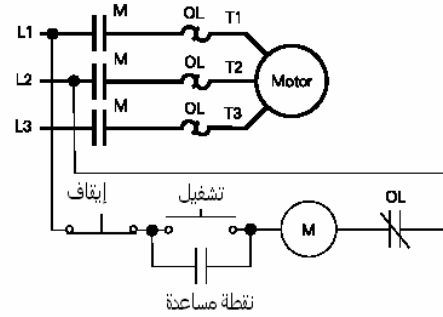 M OL T1
L1
M OL T2
L2 Motor
M OL T3
L3
إيقاف تشغيل OL
M
نقطة مساعدة